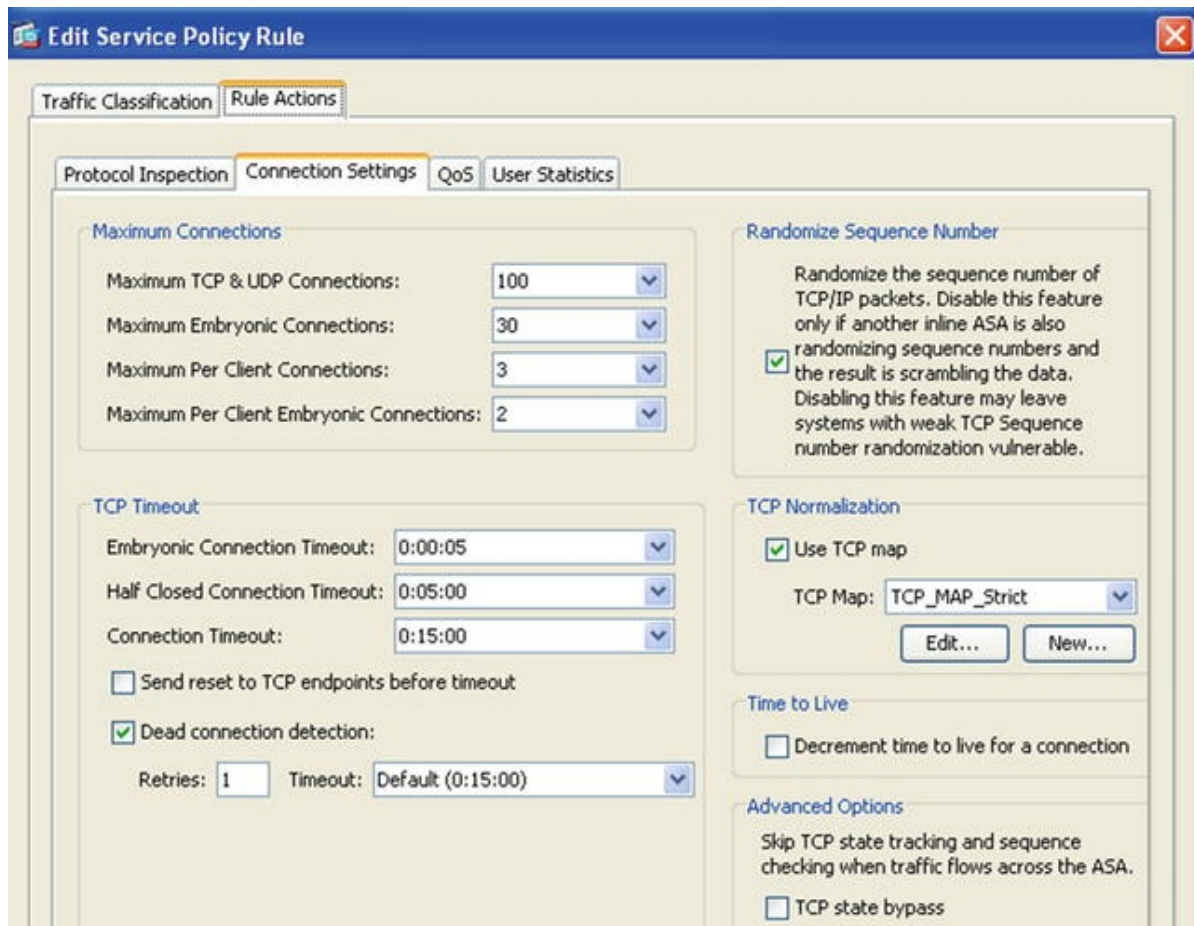 Edit Service Policy Rule
Traffic Classification
Rule Actions
Protocol Inspection
Connection Settings
QoS
User Statistics
Maximum Connections
Maximum TCP & UDP Connections: 100
Maximum Embryonic Connections: 30
Maximum Per Client Connections: 3
Maximum Per Client Embryonic Connections: 2
TCP Timeout
Embryonic Connection Timeout: 0:00:05
Half Closed Connection Timeout: 0:05:00
Connection Timeout: 0:15:00
Send reset to TCP endpoints before timeout
Dead connection detection:
Retries: 1 Timeout: Default (0:15:00)
Randomize Sequence Number
Randomize the sequence number of
TCP/IP packets. Disable this feature
only if another inline ASA is also
randomizing sequence numbers and
the result is scrambling the data.
Disabling this feature may leave
systems with weak TCP Sequence
number randomization vulnerable.
TCP Normalization
Use TCP map
TCP Map: TCP_MAP_Strict
Edit... New...
Time to Live
Decrement time to live for a connection
Advanced Options
Skip TCP state tracking and sequence
checking when traffic flows across the ASA.
TCP state bypass